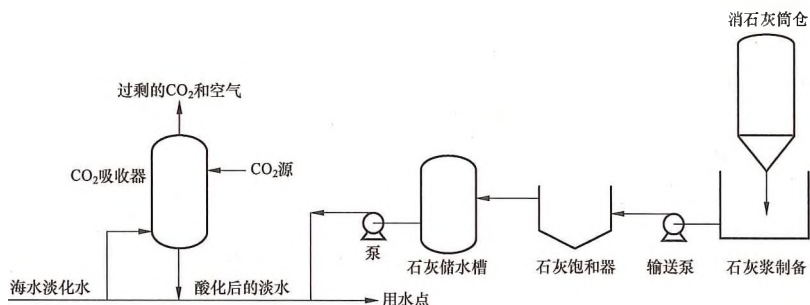 消石灰筒仓
过剩的CO₂和空气
CO₂吸收器
CO₂源
泵
石灰储水槽
石灰饱和器
输送泵
石灰浆制备
海水淡化水
酸化后的淡水
用水点